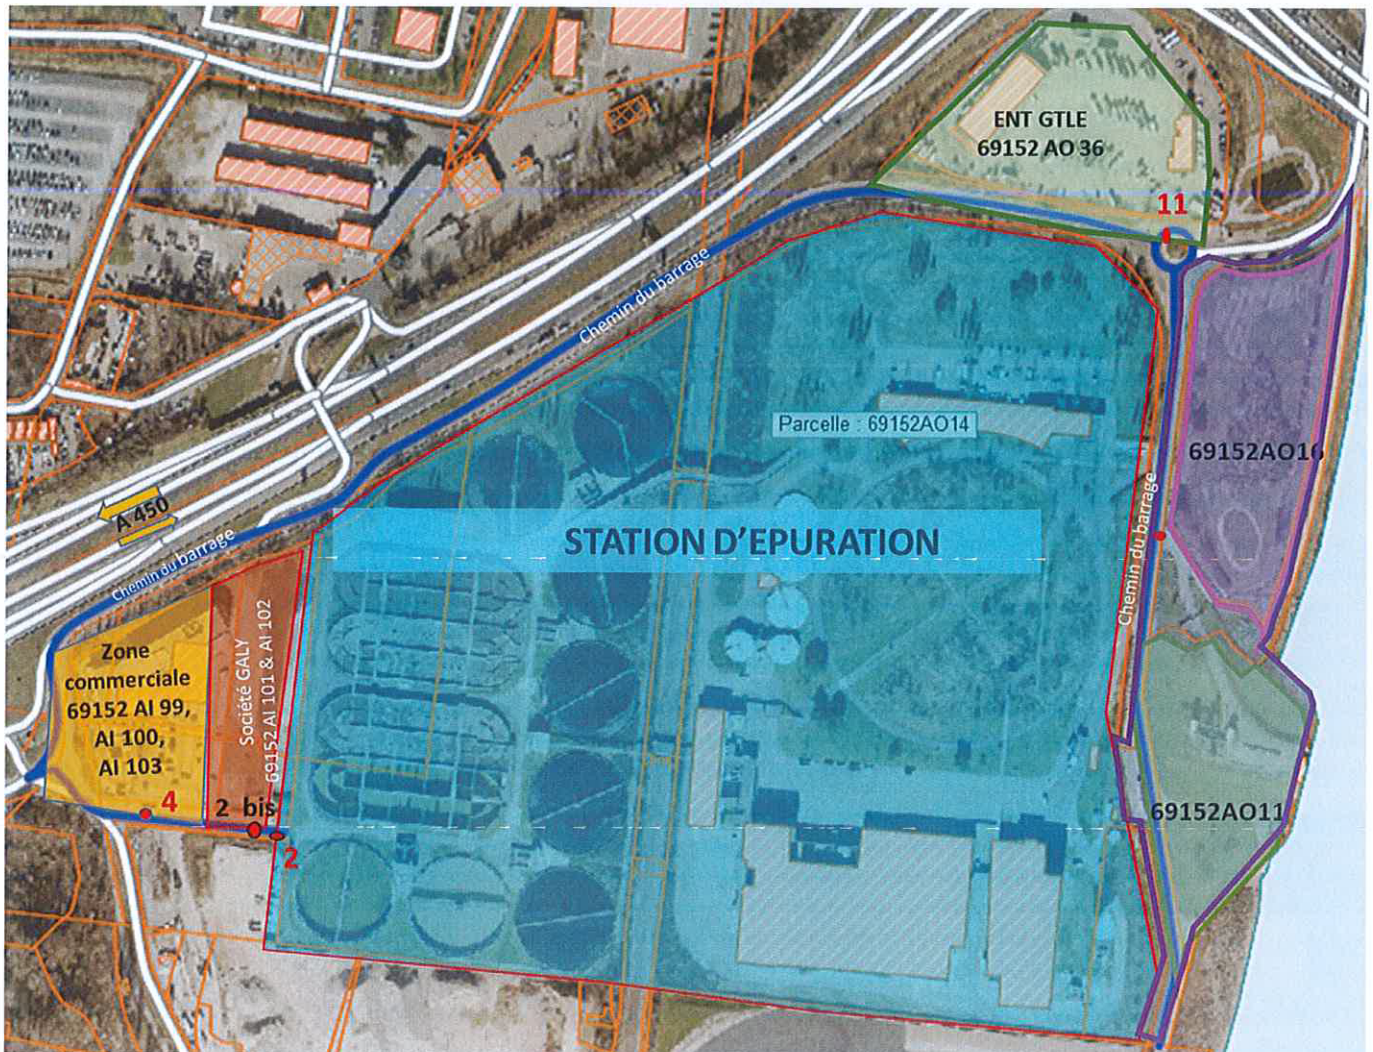 ENT GTLE
69152 AO 36
11
Chemin du barrage
Parcelle : 69152AO14
69152AO16
A 450
STATION D'EPURATION
Chemin du barrage
Chemin du barrage
Zone
commerciale
69152 AI 99,
AI 100,
AI 103
Société GALY
69152 AI 101 & AI 102
4
2 bis
2
69152AO11